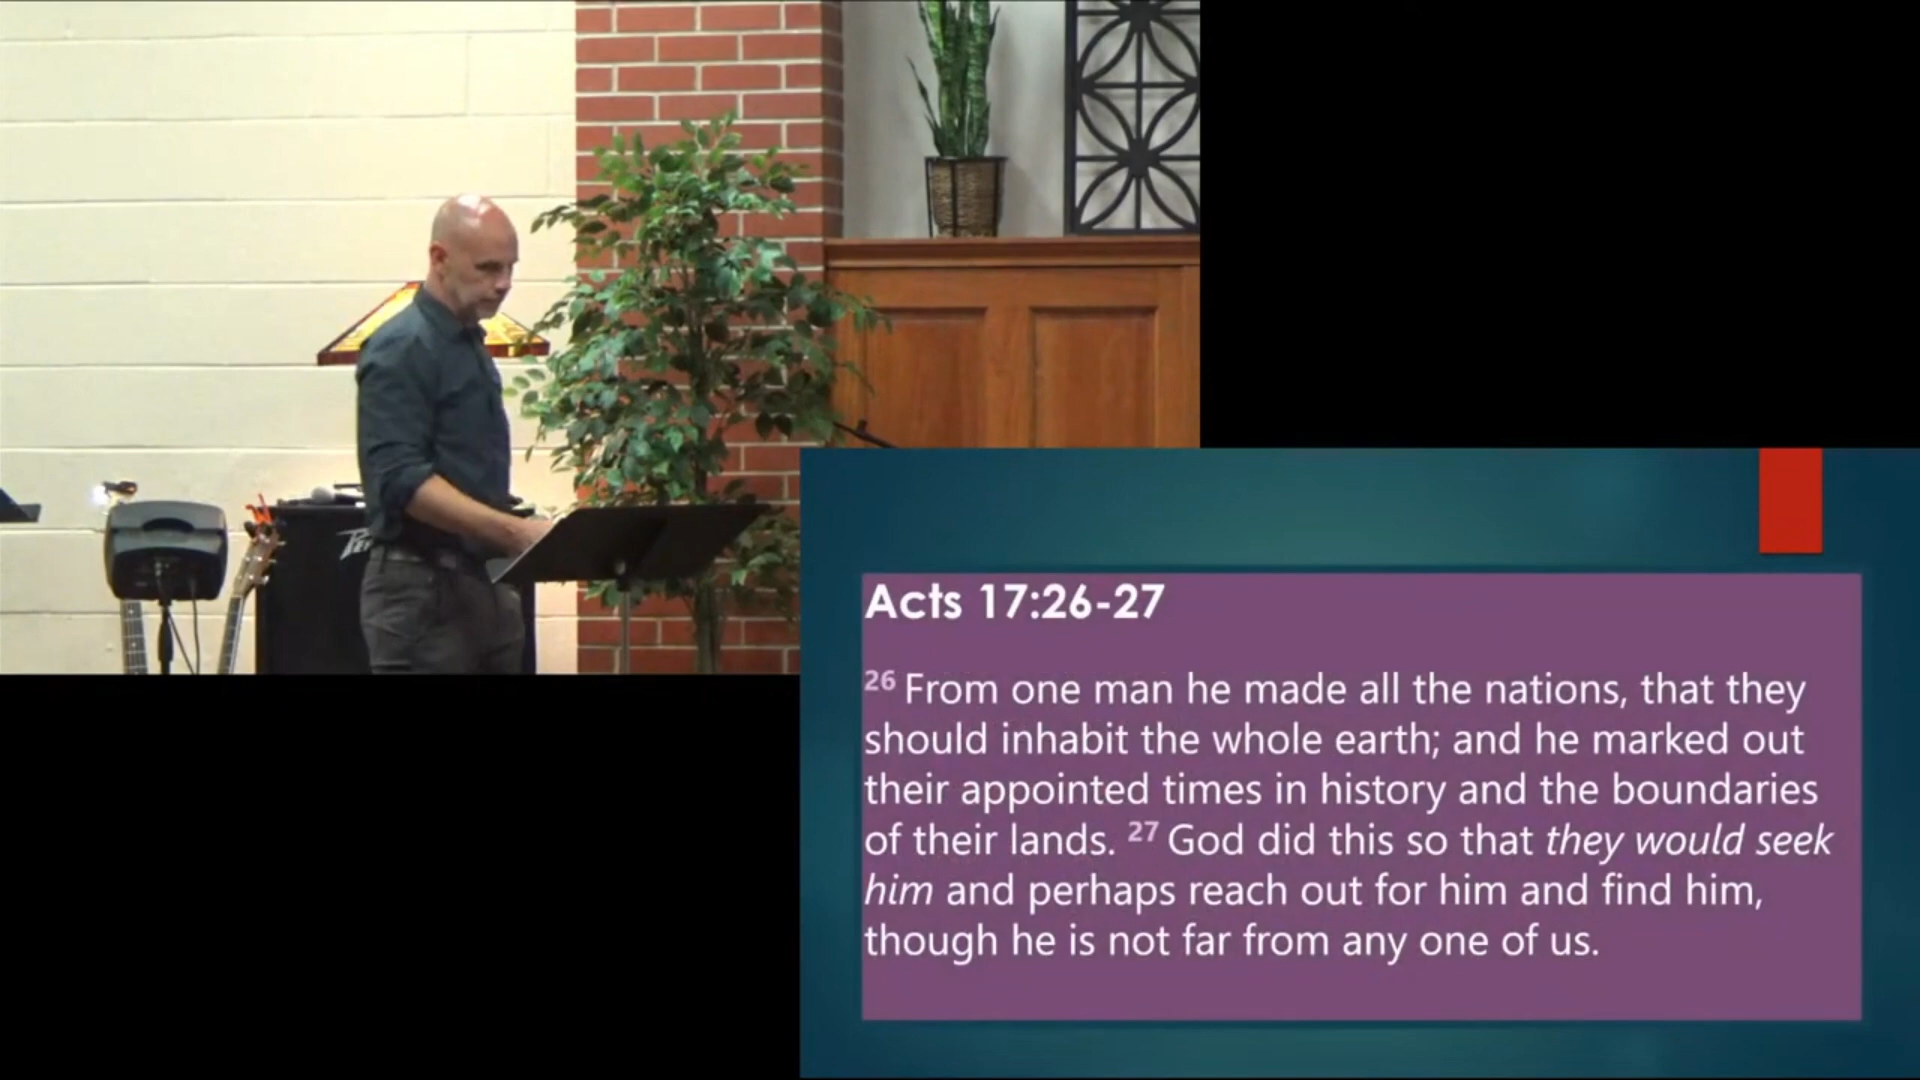 Acts 17:26-27
26 From one man he made all the nations, that they
should inhabit the whole earth; and he marked out
their appointed times in history and the boundaries
of their lands. 27 God did this so that they would seek
him and perhaps reach out for him and find him,
though he is not far from any one of us.